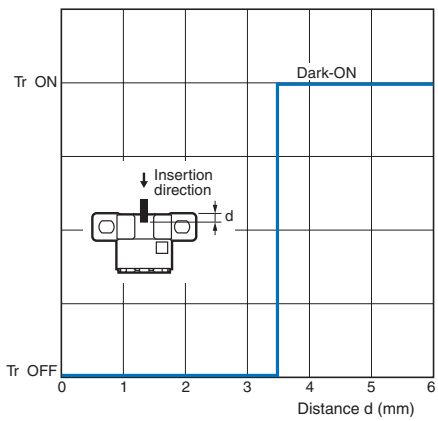 Tr ON
Dark-ON
Insertion
direction
d
Tr OFF
0 1 2 3 4 5 6
Distance d (mm)